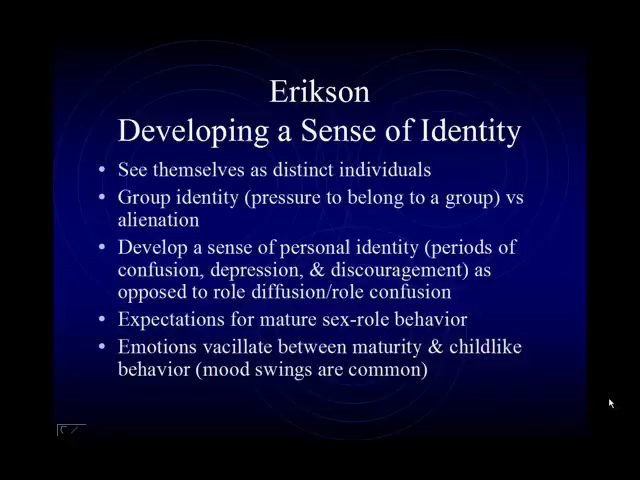 Erikson
Developing a Sense of Identity
• See themselves as distinct individuals
• Group identity (pressure to belong to a group) vs
alienation
• Develop a sense of personal identity (periods of
confusion, depression, & discouragement) as
opposed to role diffusion/role confusion
• Expectations for mature sex-role behavior
• Emotions vacillate between maturity & childlike
behavior (mood swings are common)